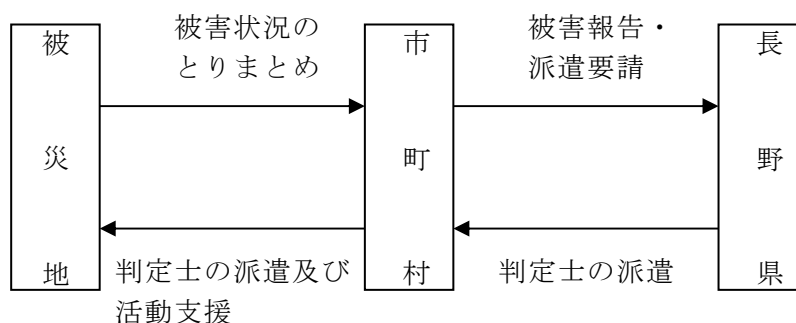 被災地
被害状況の
とりまとめ
市町村
被害報告・
派遣要請
長野県
判定士の派遣及び
活動支援
判定士の派遣